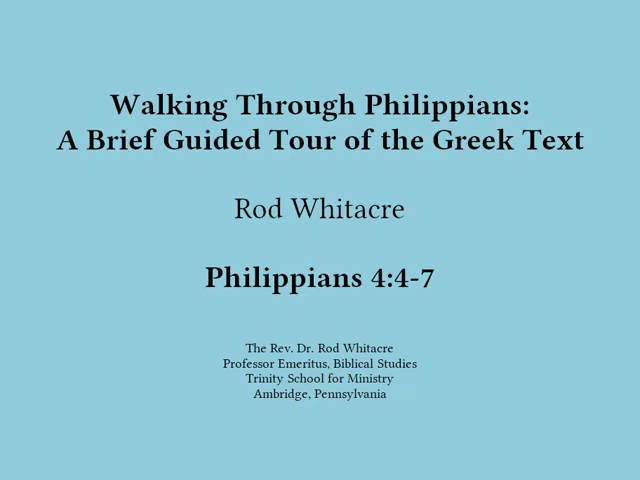 Walking Through Philippians:
A Brief Guided Tour of the Greek Text
Rod Whitacre
Philippians 4:4-7
The Rev. Dr. Rod Whitacre
Professor Emeritus, Biblical Studies
Trinity School for Ministry
Ambridge, Pennsylvania